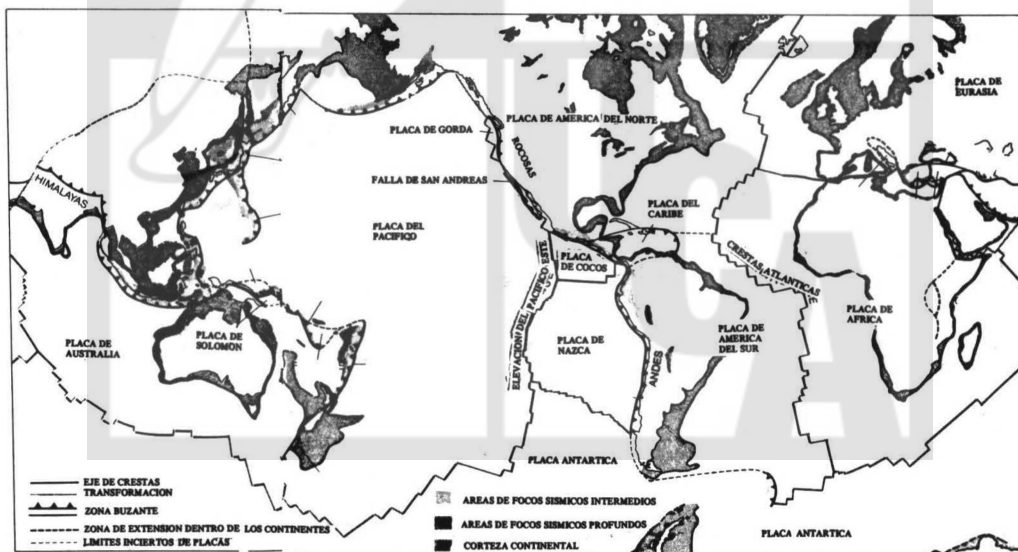 PLACA DE
EURASIA
PLACA DE AMERICA DEL NORTE
PLACA DE GORDA
ROCOSAS
FALLA DE SAN ANDREAS
HIMALAYAS
PLACA DEL
CARIBE
PLACA DEL
PACIFICO
PLACA
DE COCOS
CRESTAS ATLANTICAS
ELEVACION DEL PACIFICO ESTE
PLACA DE
AFRICA
PLACA DE
SOLOMON
PLACA DE
AUSTRALIA
PLACA DE
NAZCA
ANDES
PLACA DE
AMERICA
DEL SUR
PLACA ANTARTICA
PLACA ANTARTICA
EJE DE CRESTAS
TRANSFORMACION
ZONA BUZANTE
ZONA DE EXTENSION DENTRO DE LOS CONTINENTES
LIMITES INCIERTOS DE PLACAS
AREAS DE FOCOS SISMICOS INTERMEDIOS
AREAS DE FOCOS SISMICOS PROFUNDOS
CORTEZA CONTINENTAL